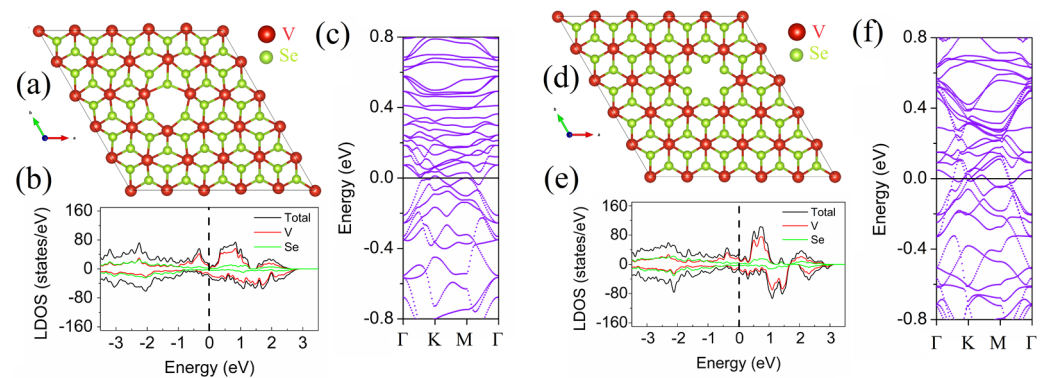 (a)
V
Se
b
a
(b)
LDOS (states/eV)
160
80
0
-80
-160
Total
V
Se
-3 -2 -1 0 1 2 3
Energy (eV)
(c)
Energy (eV)
0.8
0.4
0.0
-0.4
-0.8
Γ K M Γ
(d)
V
Se
b
a
(e)
LDOS (states/eV)
160
80
0
-80
-160
Total
V
Se
-3 -2 -1 0 1 2 3
Energy (eV)
(f)
Energy (eV)
0.8
0.4
0.0
-0.4
-0.8
Γ K M Γ